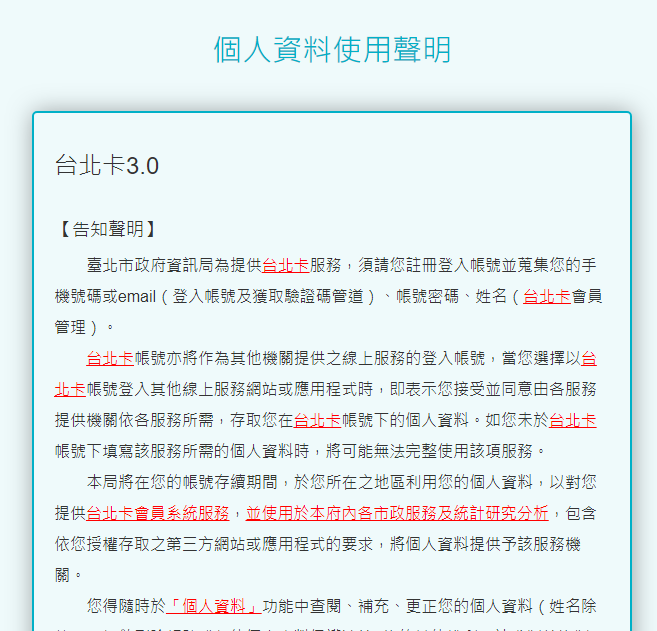 個人資料使用聲明
台北卡3.0
【告知聲明】
臺北市政府資訊局為提供台北卡服務，須請您註冊登入帳號並蒐集您的手
機號碼或email（登入帳號及獲取驗證碼管道）、帳號密碼、姓名（台北卡會員
管理）。
台北卡帳號亦將作為其他機關提供之線上服務的登入帳號，當您選擇以台
北卡帳號登入其他線上服務網站或應用程式時，即表示您接受並同意由各服務
提供機關依各服務所需，存取您在台北卡帳號下的個人資料。如您未於台北卡
帳號下填寫該服務所需的個人資料時，將可能無法完整使用該項服務。
本局將在您的帳號存續期間，於您所在之地區利用您的個人資料，以對您
提供台北卡會員系統服務，並使用於本府內各市政服務及統計研究分析，包含
依您授權存取之第三方網站或應用程式的要求，將個人資料提供予該服務機
關。
您得隨時於「個人資料」功能中查閱、補充、更正您的個人資料（姓名除